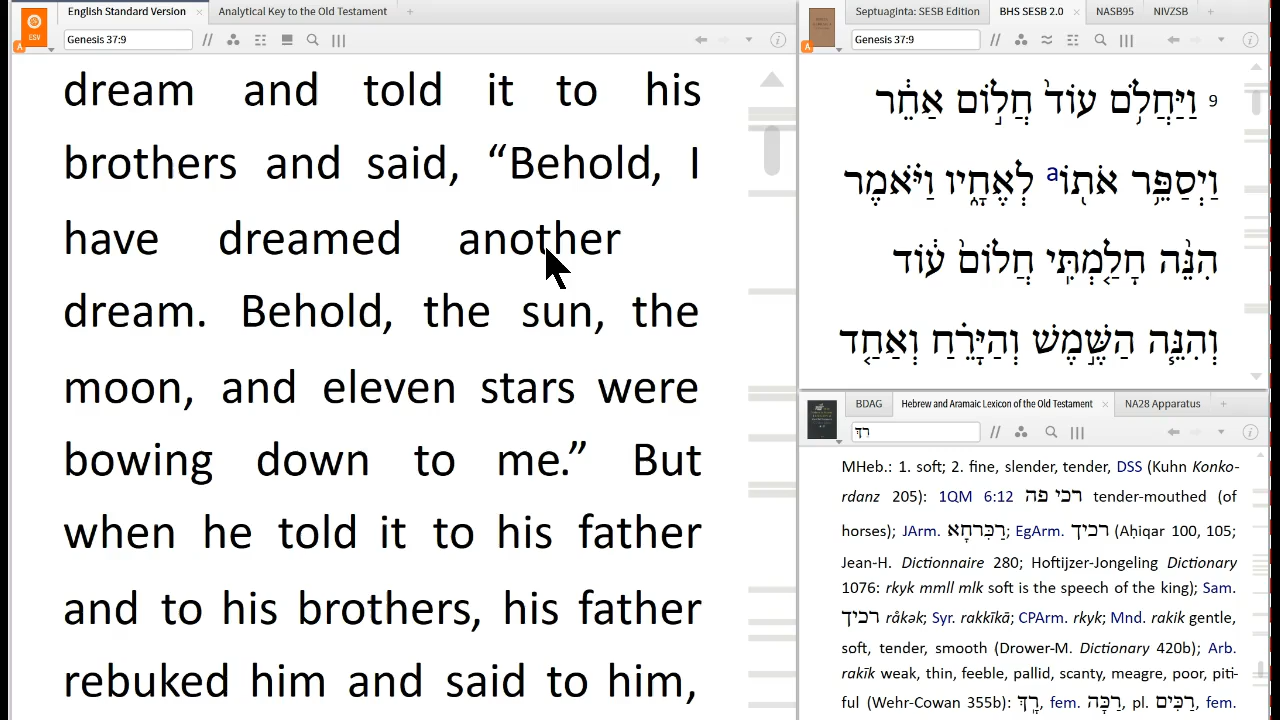 English Standard Version
Analytical Key to the Old Testament
Genesis 37:9
dream and told it to his
brothers and said, “Behold, I
have dreamed another
dream. Behold, the sun, the
moon, and eleven stars were
bowing down to me.” But
when he told it to his father
and to his brothers, his father
rebuked him and said to him,
ESV
A
Septuaginta: SESB Edition
BHS SESB 2.0
NASB95
NIVZSB
Genesis 37:9
A
9 וַיַּחֲלֹ֥ם עוֹד֙ חֲל֣וֹם אַחֵ֔ר
וַיְסַפֵּ֥ר אֹת֖וֹa לְאֶחָ֑יו וַיֹּ֗אמֶר
הִנֵּ֨ה חָלַ֤מְתִּֽי חֲלוֹם֙ ע֔וֹד
וְהִנֵּ֧ה הַשֶּׁ֣מֶשׁ וְהַיָּרֵ֗חַ וְאַחַ֤ד
BDAG
Hebrew and Aramaic Lexicon of the Old Testament
NA28 Apparatus
רךְ
MHeb.: 1. soft; 2. fine, slender, tender, DSS (Kuhn Konko-
rdanz 205): 1QM 6:12 רכי פה tender-mouthed (of
horses); JArm. רַכִּרחָא; EgArm. רכיך (Aḥiqar 100, 105;
Jean-H. Dictionnaire 280; Hoftijzer-Jongeling Dictionary
1076: rkyk mmll mlk soft is the speech of the king); Sam.
רכיך råkək; Syr. rakkīkā; CPArm. rkyk; Mnd. rakik gentle,
soft, tender, smooth (Drower-M. Dictionary 420b); Arb.
rakīk weak, thin, feeble, pallid, scanty, meagre, poor, piti-
ful (Wehr-Cowan 355b): רָךְ, fem. רַכָּה, pl. רַכִּים, fem.